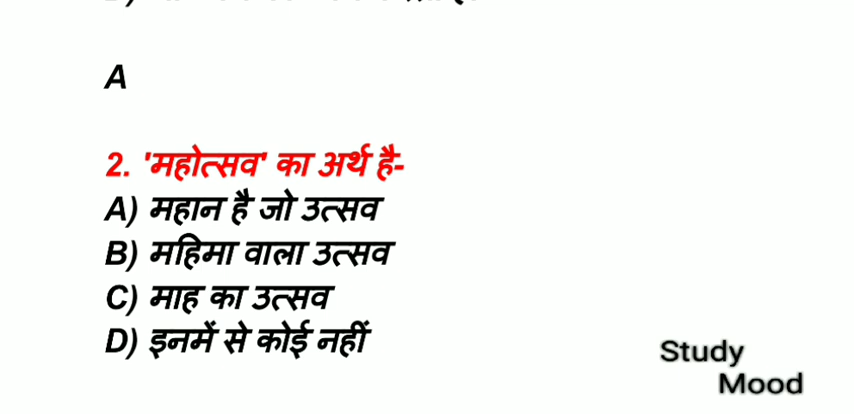 A
2. 'महोत्सव' का अर्थ है-
A) महान है जो उत्सव
B) महिमा वाला उत्सव
C) माह का उत्सव
D) इनमें से कोई नहीं
Study
Mood